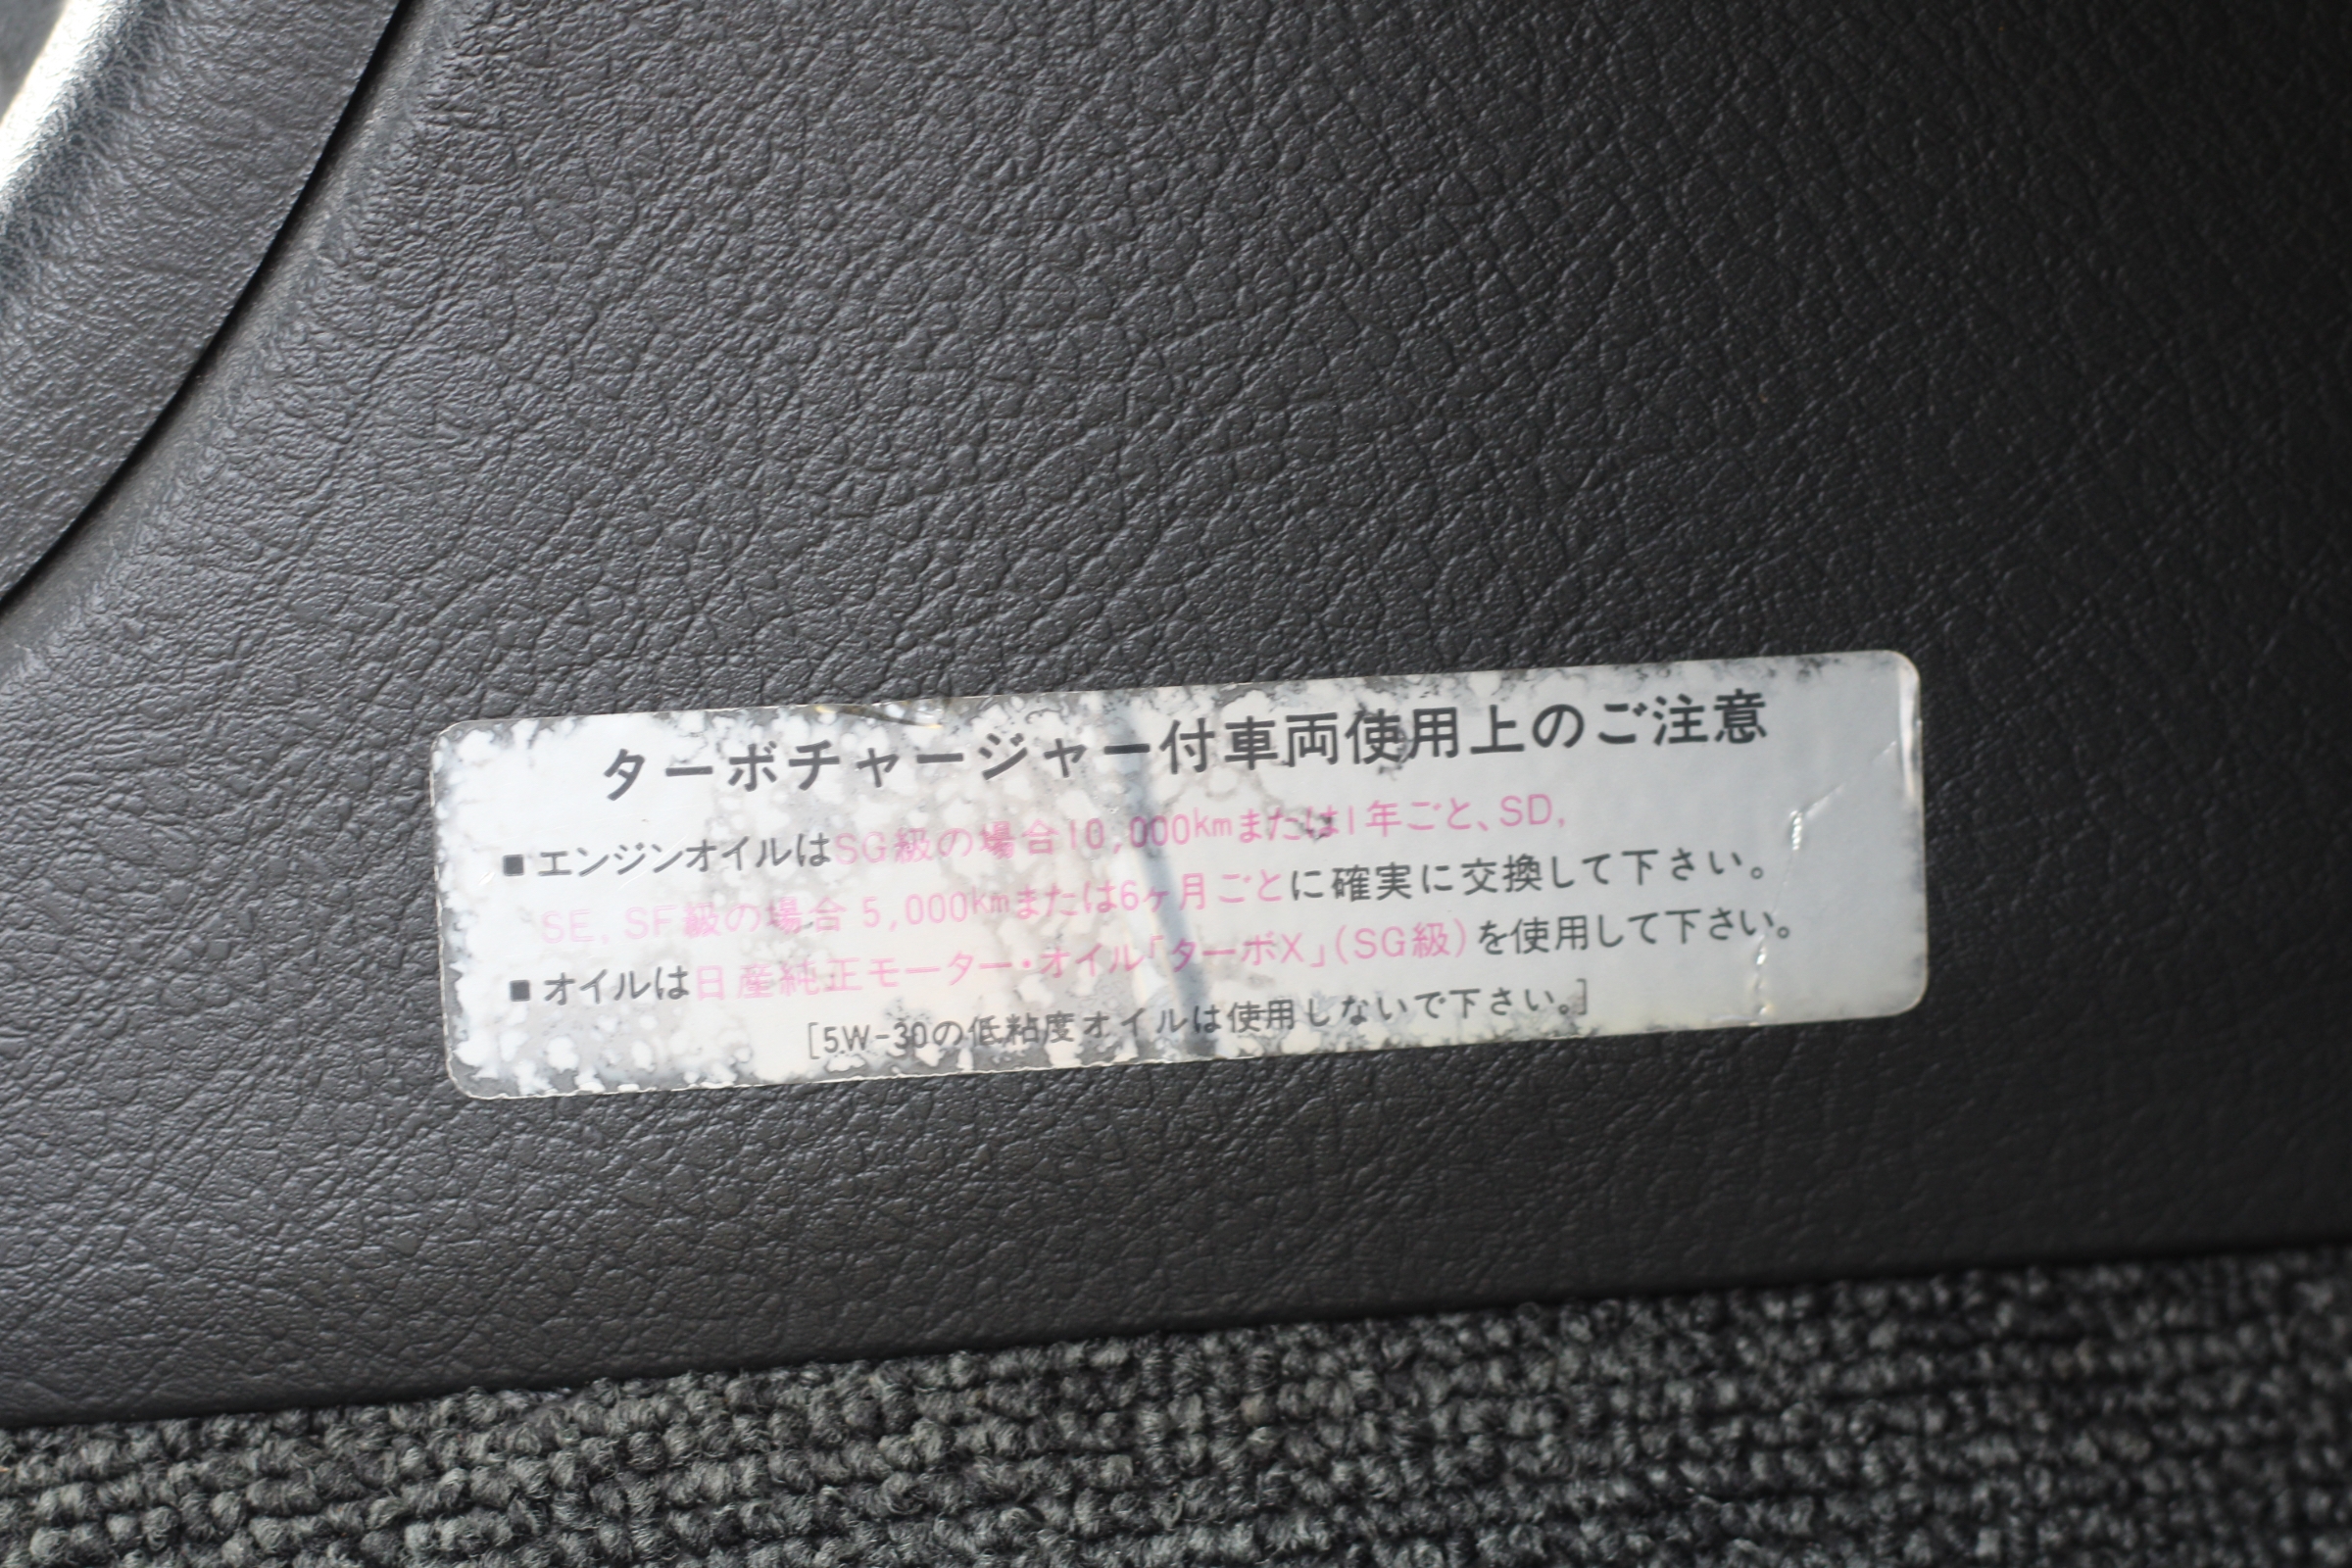 ターボチャージャー付車両使用上のご注意
■エンジンオイルはSG級の場合10,000kmまたは1年ごと、SD,
SE, SF級の場合5,000kmまたは6ヶ月ごとに確実に交換して下さい。
■オイルは日産純正モーター・オイル「ターボX」(SG級)を使用して下さい。
[5W-30の低粘度オイルは使用しないで下さい。]